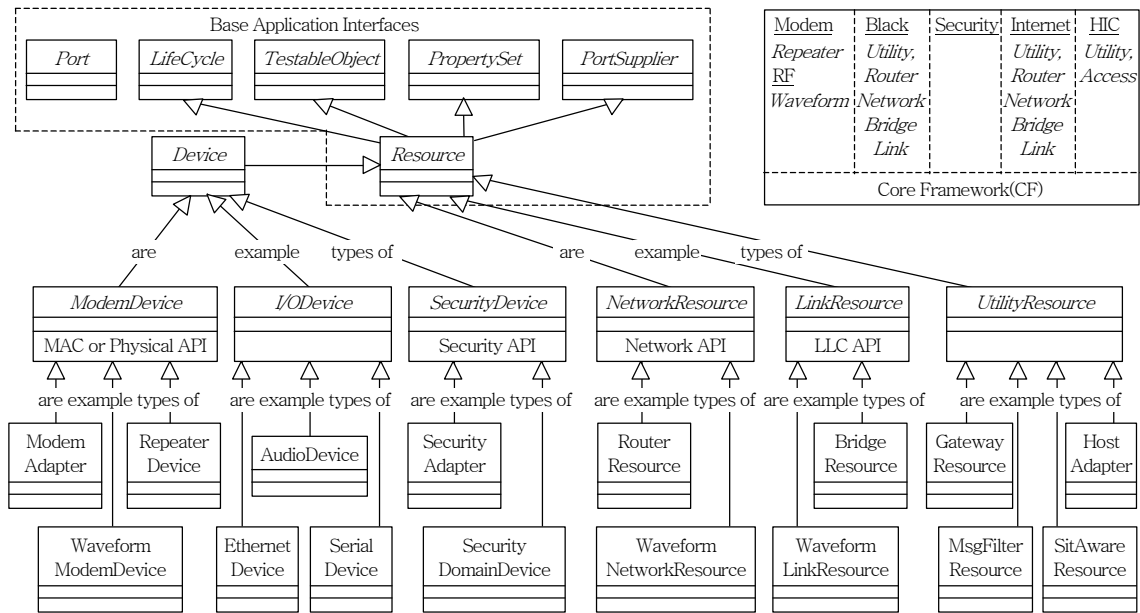 Base Application Interfaces
Port
LifeCycle
TestableObject
PropertySet
PortSupplier
Device
Resource
Modem
Repeater
RF
Waveform
Black
Utility,
Router
Network
Bridge
Link
Security
Internet
Utility,
Router
Network
Bridge
Link
HIC
Utility,
Access
Core Framework(CF)
are
example
types of
are
example
types of
ModemDevice
MAC or Physical API
I/ODevice
SecurityDevice
Security API
NetworkResource
Network API
LinkResource
LLC API
UtilityResource
are example types of
are example types of
are example types of
are example types of
are example types of
are example types of
Modem
Adapter
Repeater
Device
AudioDevice
Security
Adapter
Router
Resource
Bridge
Resource
Gateway
Resource
Host
Adapter
Waveform
ModemDevice
Ethernet
Device
Serial
Device
Security
DomainDevice
Waveform
NetworkResource
Waveform
LinkResource
MsgFilter
Resource
SitAware
Resource